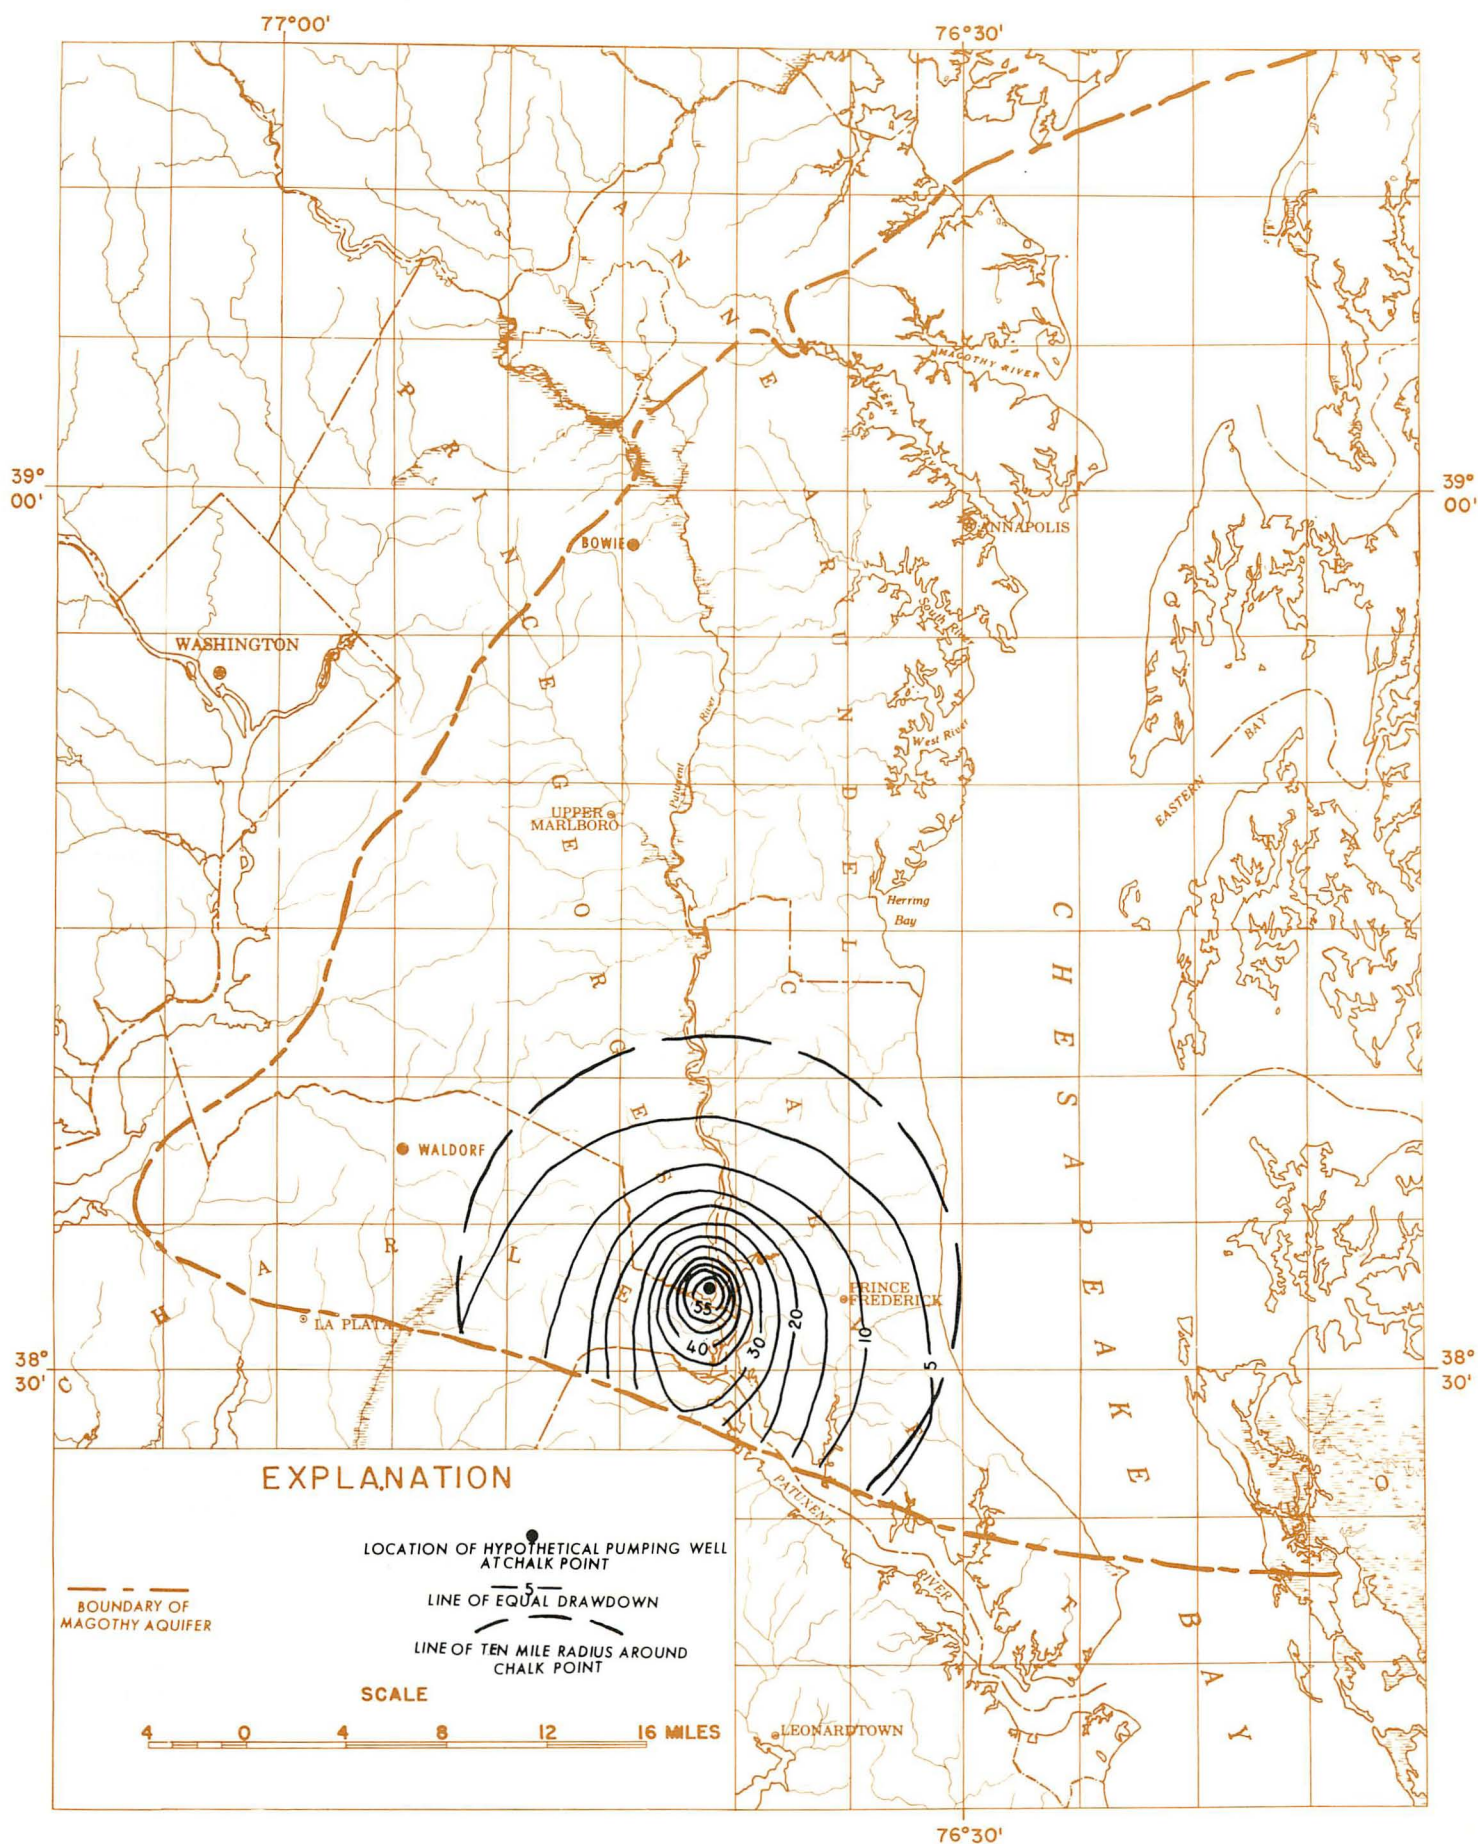 77°00'
76°30'
ANNE
MAGOTHY RIVER
SEVERN
PRINCE
39°
00'
39°
00'
ANNAPOLIS
BOWIE
ARUNDEL
South River
WASHINGTON
River
West River
Patuxent
BAY
EASTERN
Q
GEORGES
UPPER
MARLBORO
Herring
Bay
CHESAPEAKE
CA
WALDORF
CHARLES
PRINCE
FREDERICK
LA PLATA
55
40
30
20
10
5
38°
30'
38°
30'
EXPLANATION
PATUXENT
RIVER
BAY
LOCATION OF HYPOTHETICAL PUMPING WELL
AT CHALK POINT
5
LINE OF EQUAL DRAWDOWN
BOUNDARY OF
MAGOTHY AQUIFER
LINE OF TEN MILE RADIUS AROUND
CHALK POINT
SCALE
4 0 4 8 12 16 MILES
LEONARDTOWN
76°30'